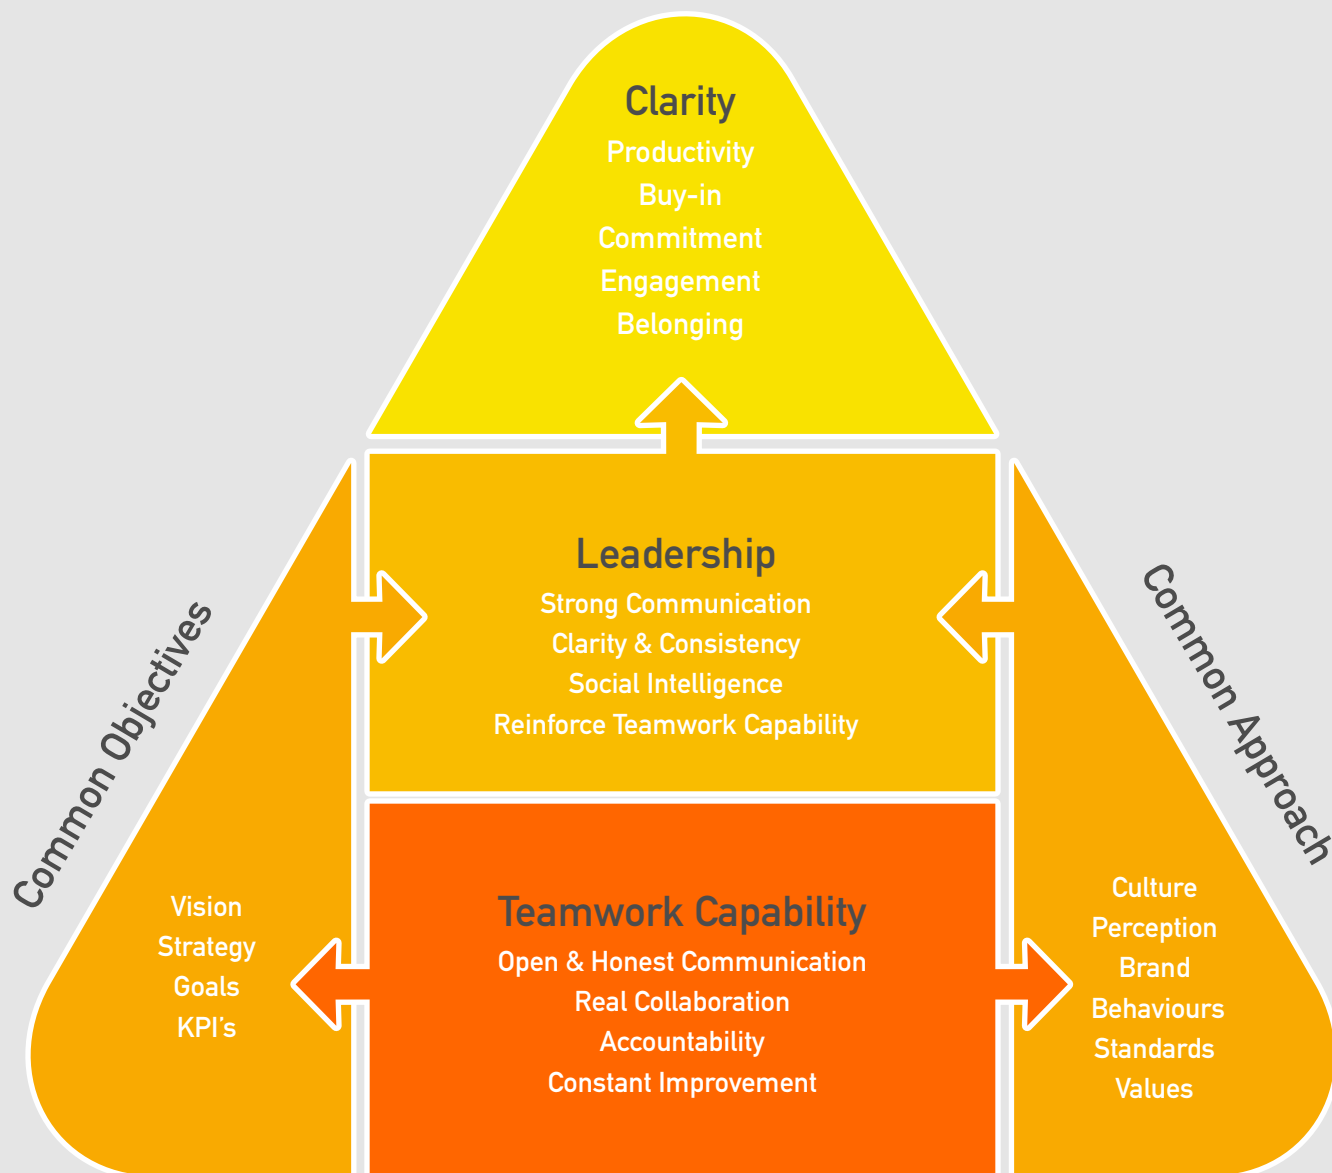 Clarity
Productivity
Buy-in
Commitment
Engagement
Belonging
Leadership
Strong Communication
Clarity & Consistency
Social Intelligence
Reinforce Teamwork Capability
Common Objectives
Vision
Strategy
Goals
KPI's
Teamwork Capability
Open & Honest Communication
Real Collaboration
Accountability
Constant Improvement
Common Approach
Culture
Perception
Brand
Behaviours
Standards
Values